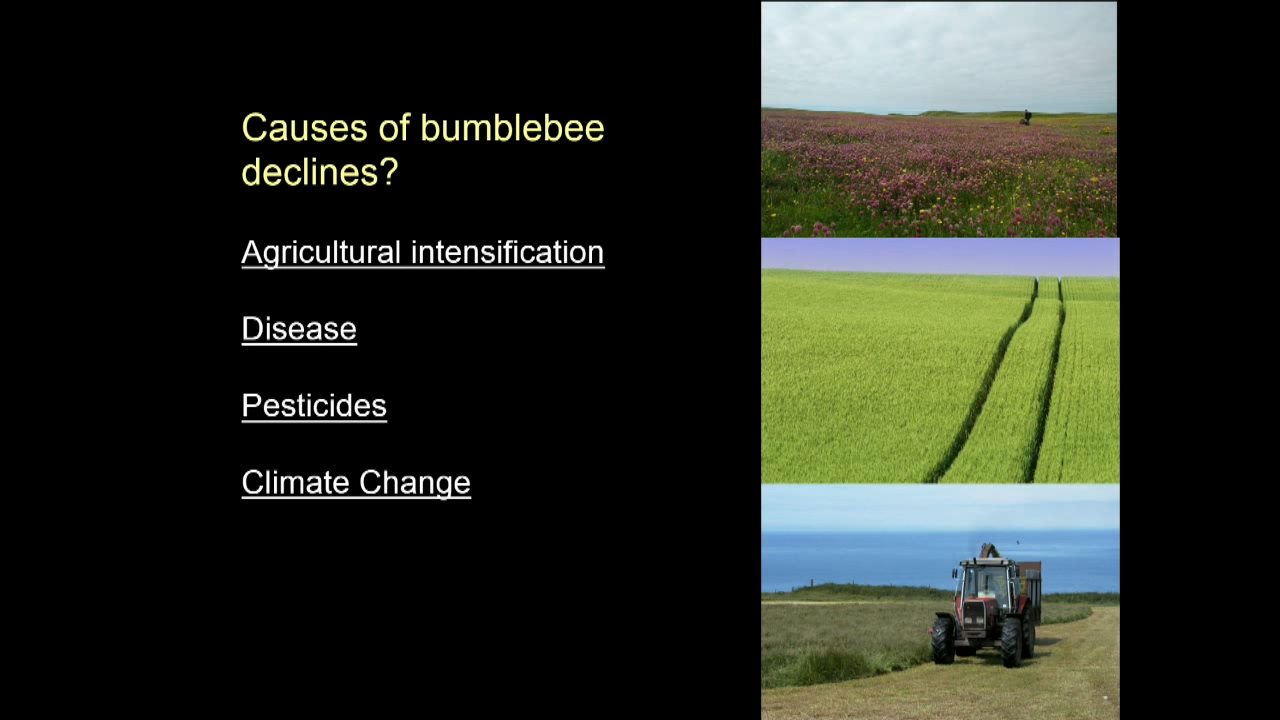 Causes of bumblebee
declines?
Agricultural intensification
Disease
Pesticides
Climate Change